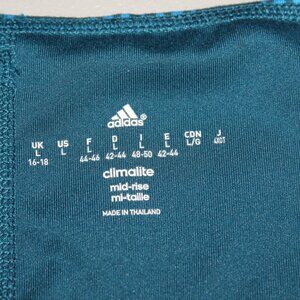 adidas
UK US F D I E CDN J
L L L L L L L/G 4XOT
16-18 44-46 42-44 48-50 42-44
climalite
mid-rise
mi-taille
MADE IN THAILAND